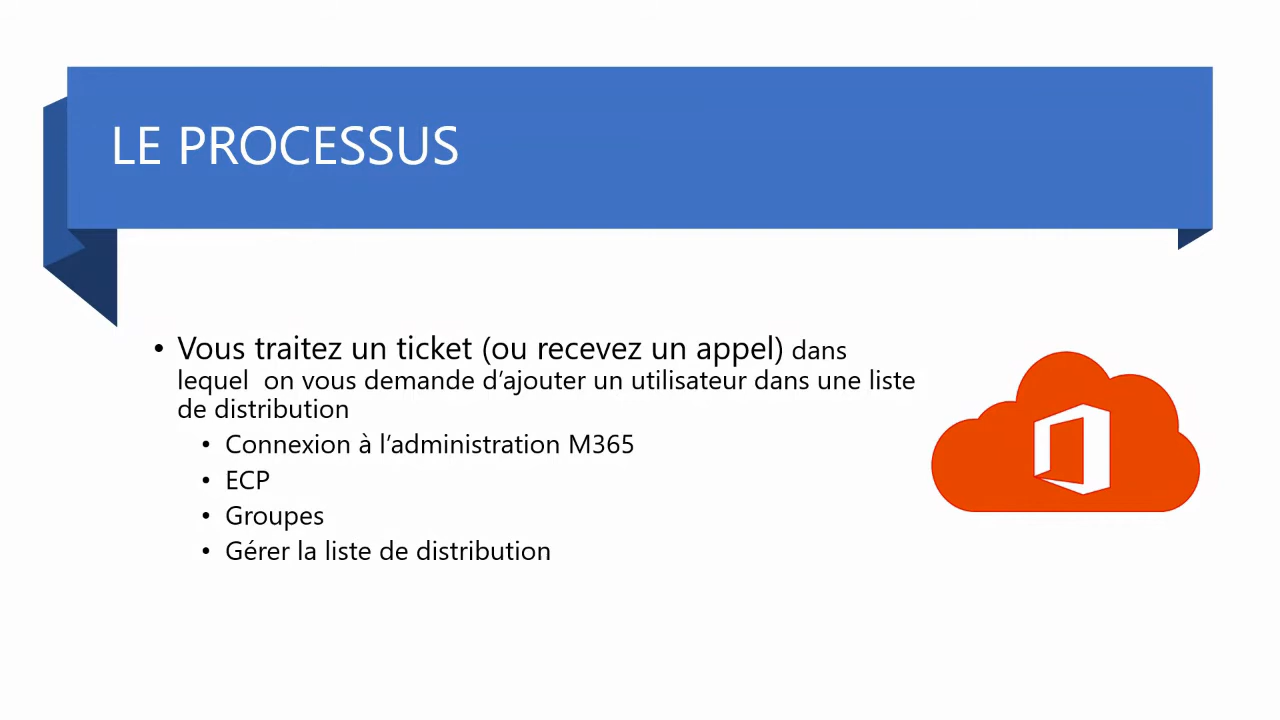 LE PROCESSUS
• Vous traitez un ticket (ou recevez un appel) dans
lequel  on vous demande d’ajouter un utilisateur dans une liste
de distribution
• Connexion à l’administration M365
• ECP
• Groupes
• Gérer la liste de distribution